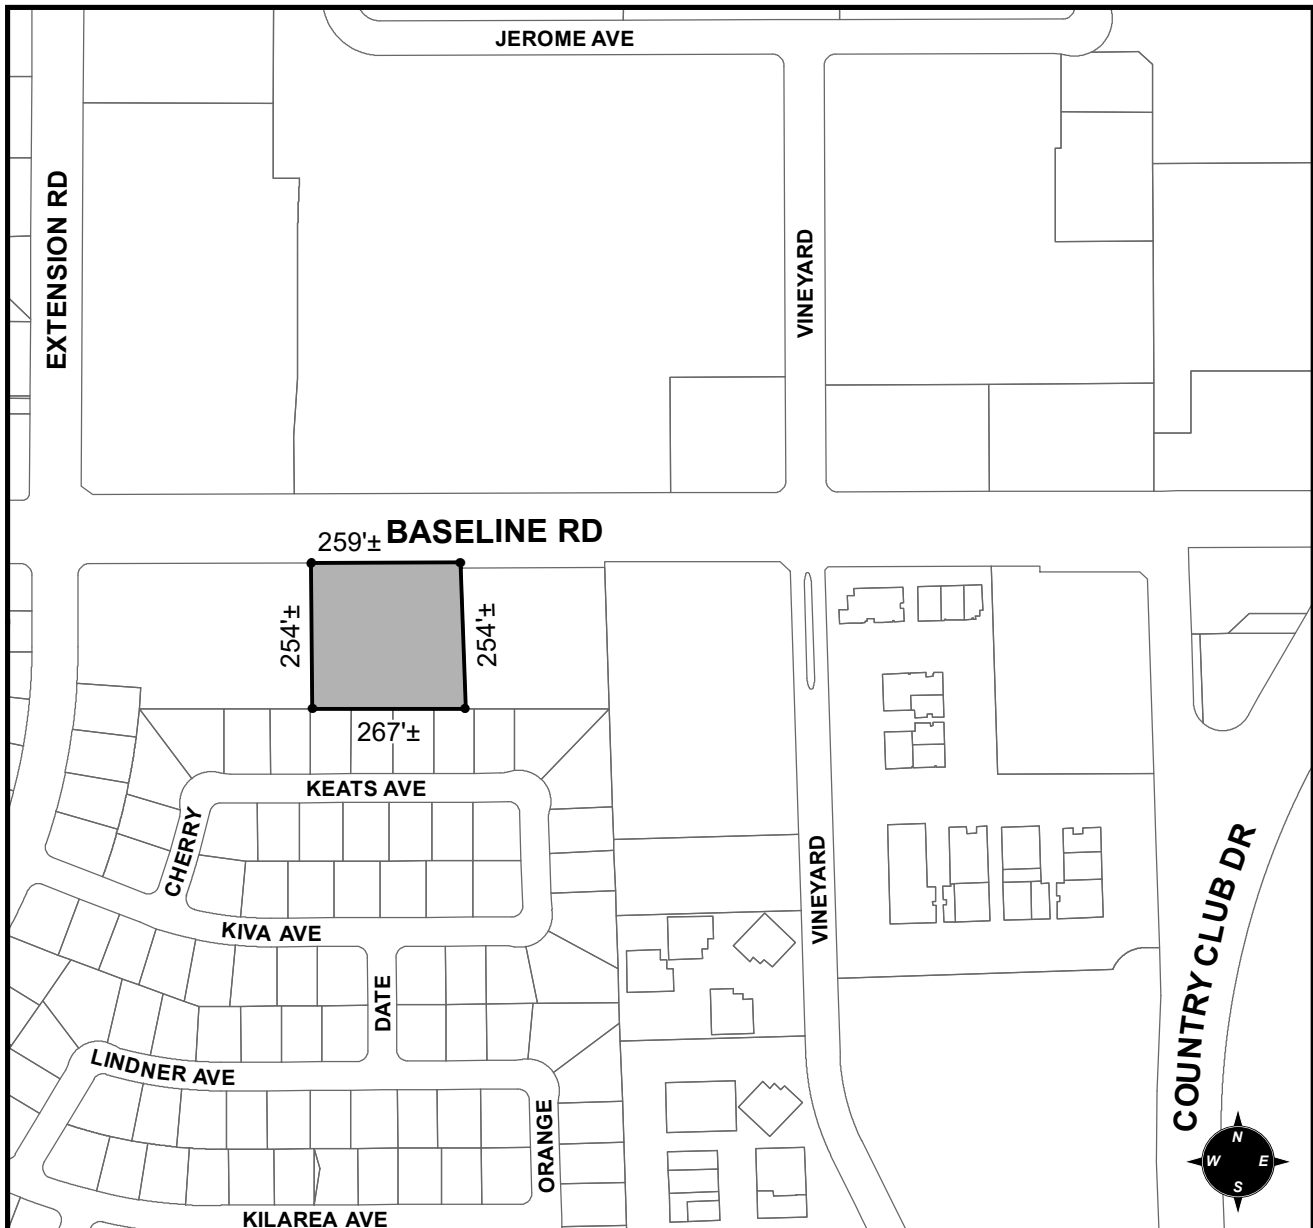 JEROME AVE
EXTENSION RD
VINEYARD
BASELINE RD
259'±
254'±
254'±
267'±
KEATS AVE
CHERRY
VINEYARD
COUNTRY CLUB DR
KIVA AVE
DATE
LINDNER AVE
ORANGE
N
W E
S
KILAREA AVE